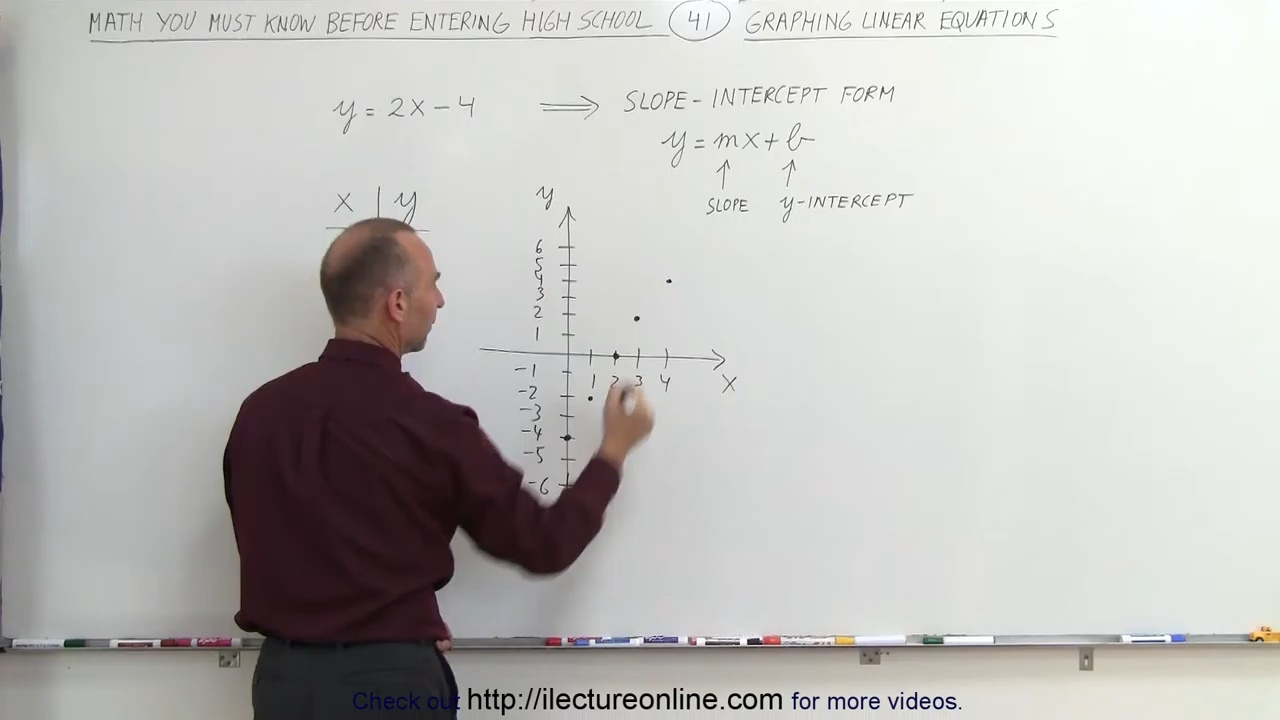 MATH YOU MUST KNOW BEFORE ENTERING HIGH SCHOOL 41 GRAPHING LINEAR EQUATIONS
y = 2x - 4 ⟹ SLOPE - INTERCEPT FORM
y = mx + b
↑ ↑
SLOPE y-INTERCEPT
x | y
y
6
5
4
3
2
1
-1
1 2 3 4
x
-2
-3
-4
-5
-6
Check out http://ilectureonline.com for more videos.